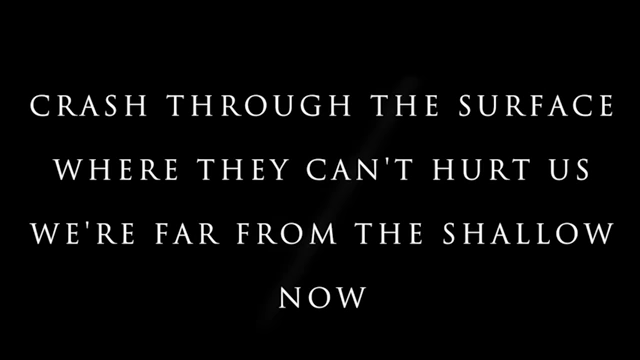 CRASH THROUGH THE SURFACE
WHERE THEY CAN'T HURT US
WE'RE FAR FROM THE SHALLOW
NOW